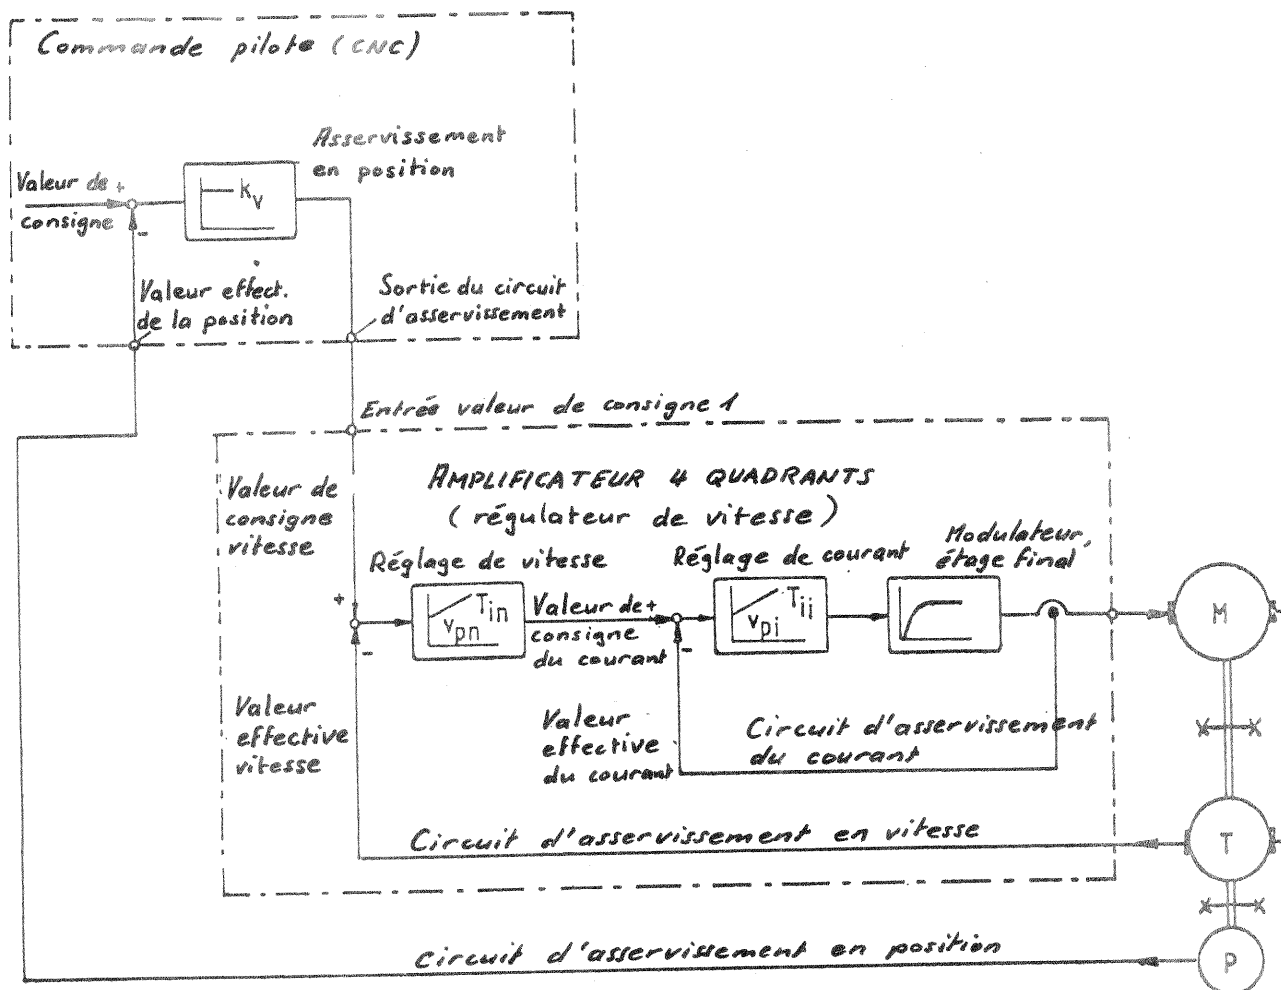 Commande pilote (CNC)
Asservissement
en position
Valeur de +
consigne
-
k_v
Valeur effect.
de la position
Sortie du circuit
d'asservissement
Entrée valeur de consigne 1
AMPLIFICATEUR 4 QUADRANTS
(régulateur de vitesse)
Valeur de
consigne
vitesse
Réglage de vitesse
Réglage de courant
Modulateur,
étage final
+
-
T_in
v_pn
Valeur de +
consigne
du courant
-
T_ii
v_pi
M
Valeur
effective
vitesse
Valeur
effective
du courant
Circuit d'asservissement
du courant
Circuit d'asservissement en vitesse
T
circuit d'asservissement en position
P